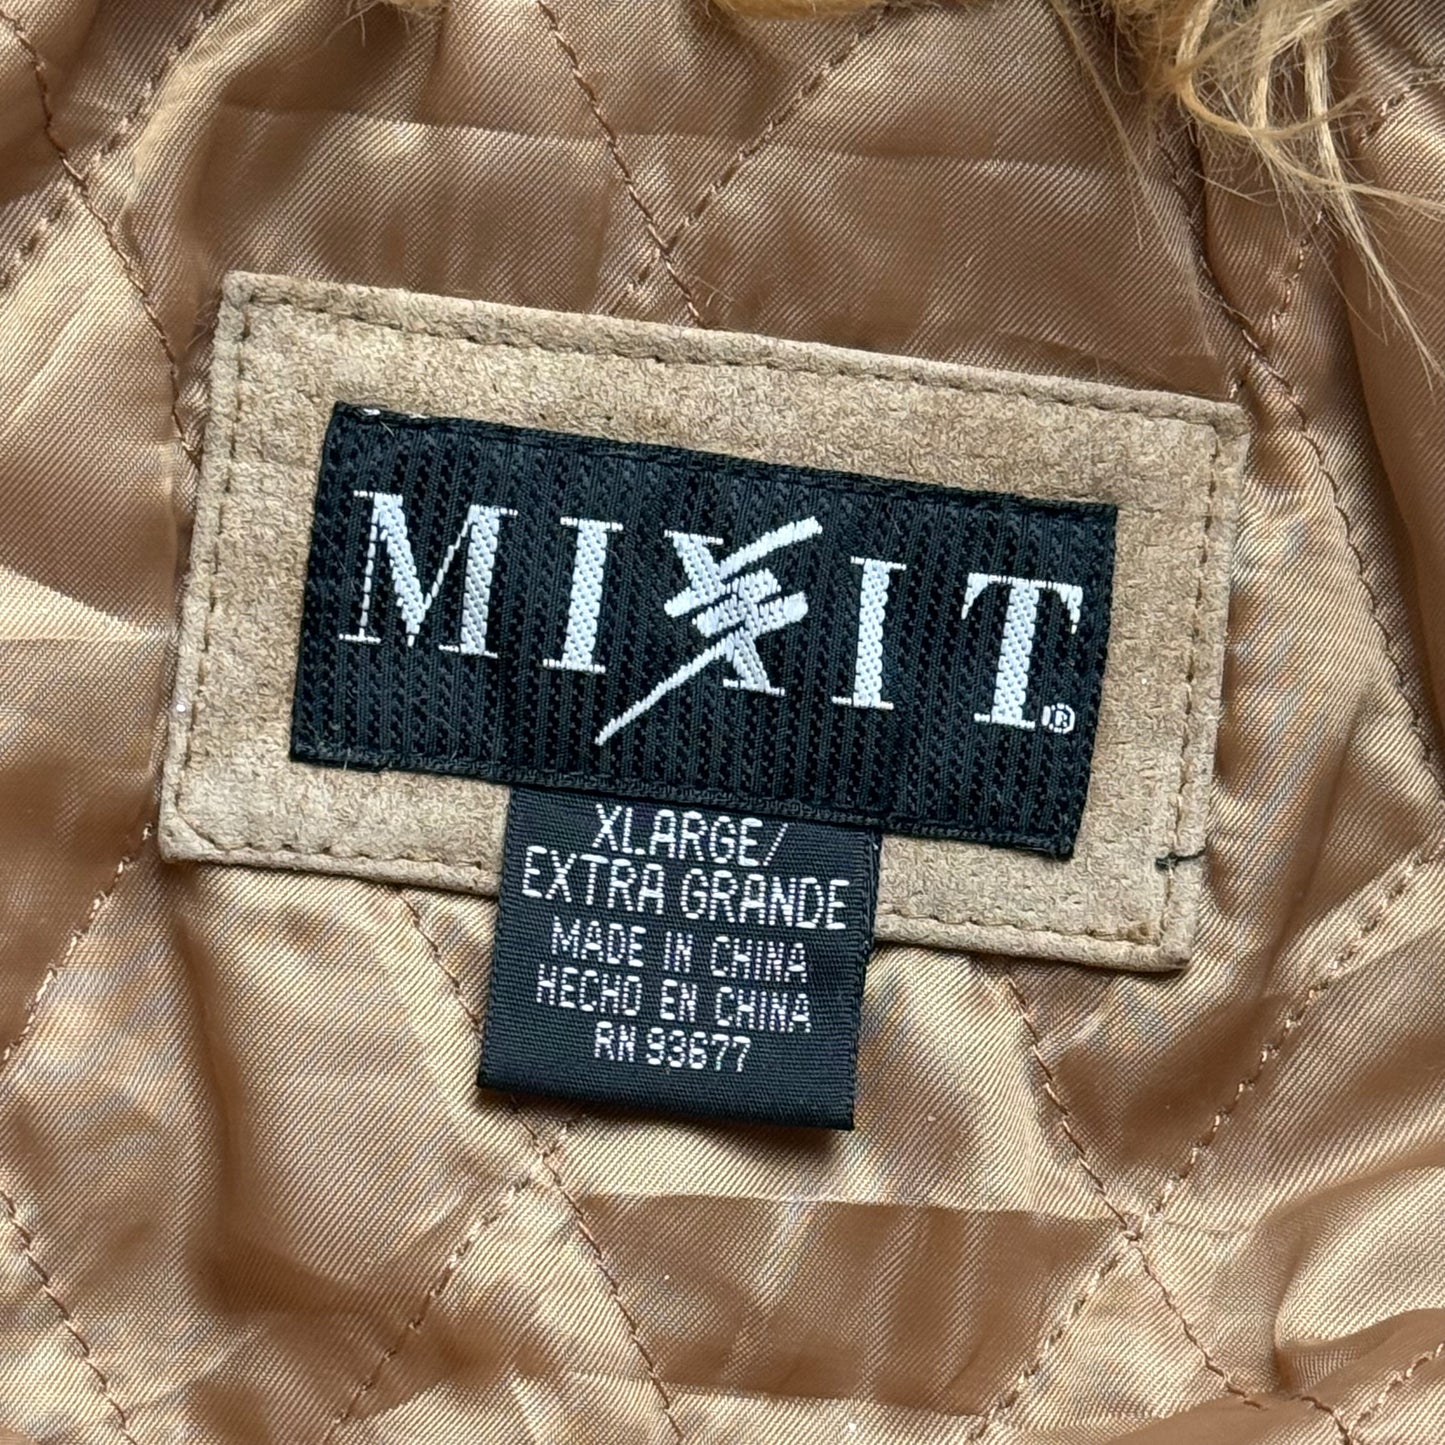 MIXIT®
XLARGE/
EXTRA GRANDE
MADE IN CHINA
HECHO EN CHINA
RN 93677